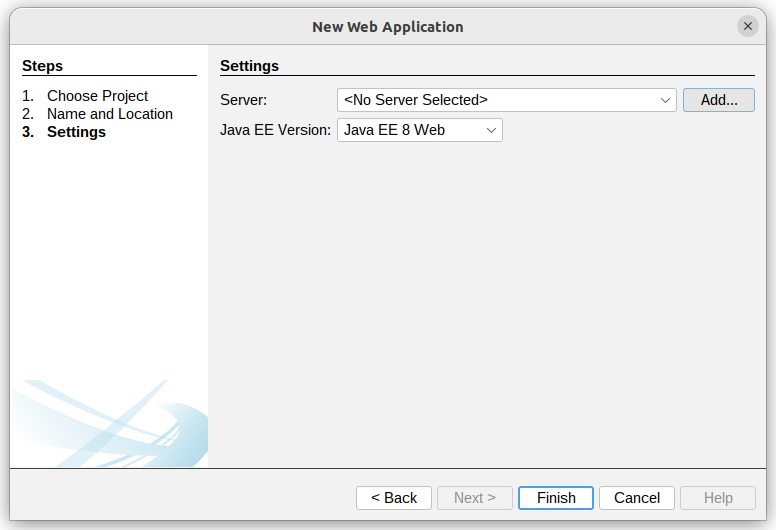 New Web Application
Steps
1. Choose Project
2. Name and Location
3. Settings
Settings
Server: <No Server Selected> Add...
Java EE Version: Java EE 8 Web
< Back Next > Finish Cancel Help